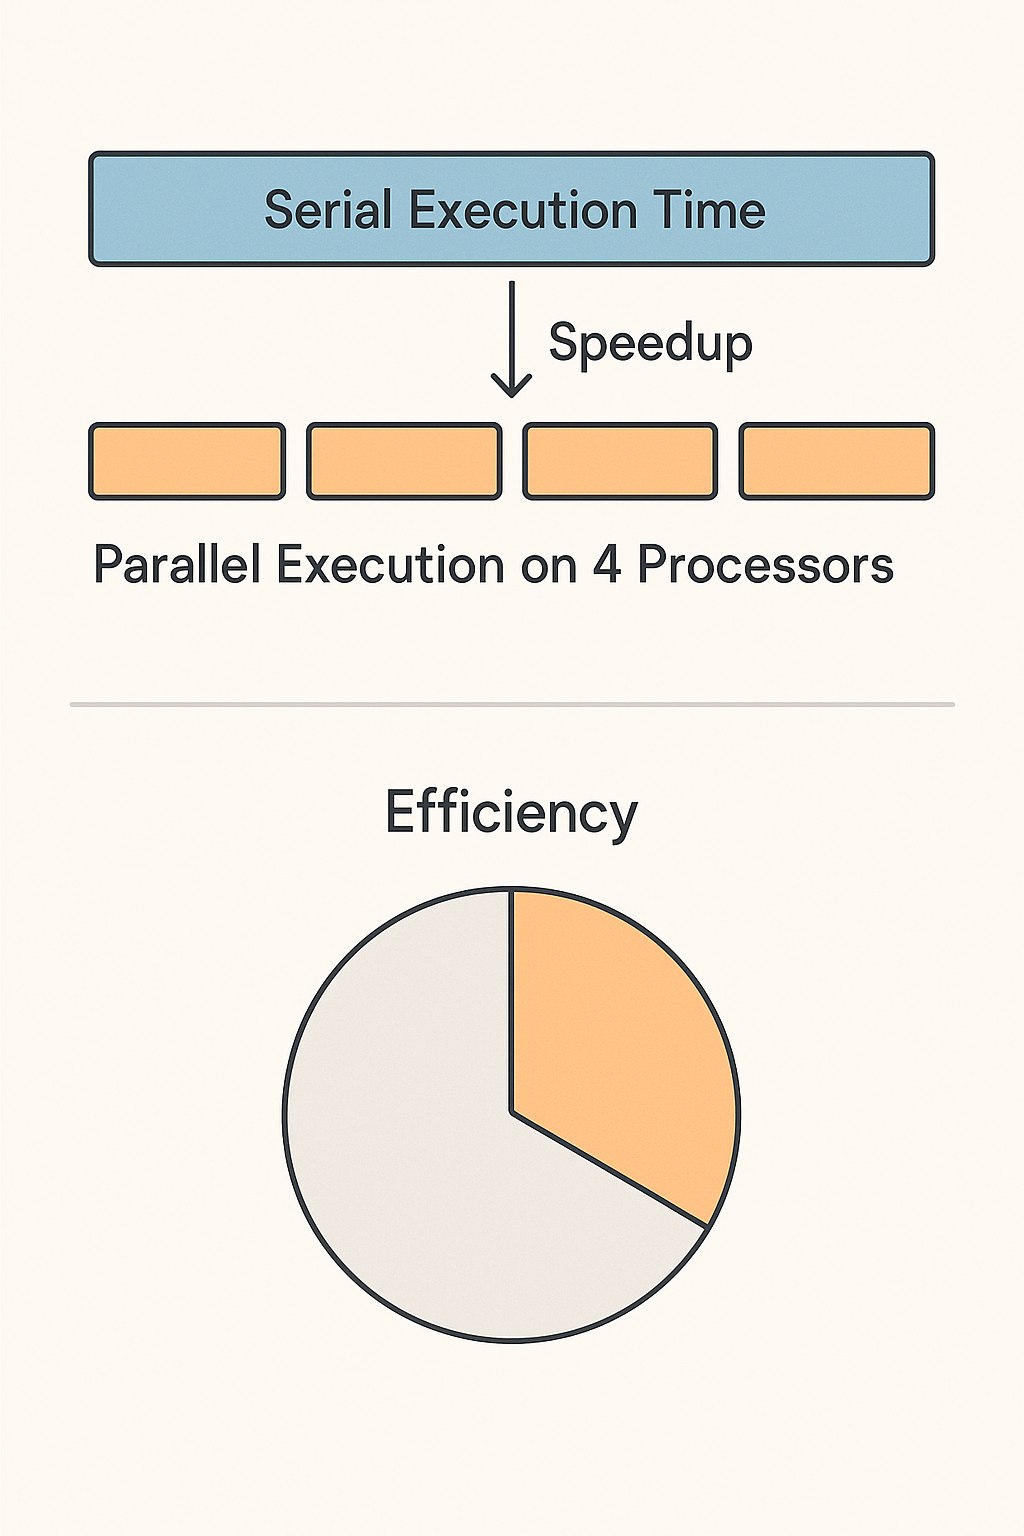 Serial Execution Time
Speedup
Parallel Execution on 4 Processors
Efficiency